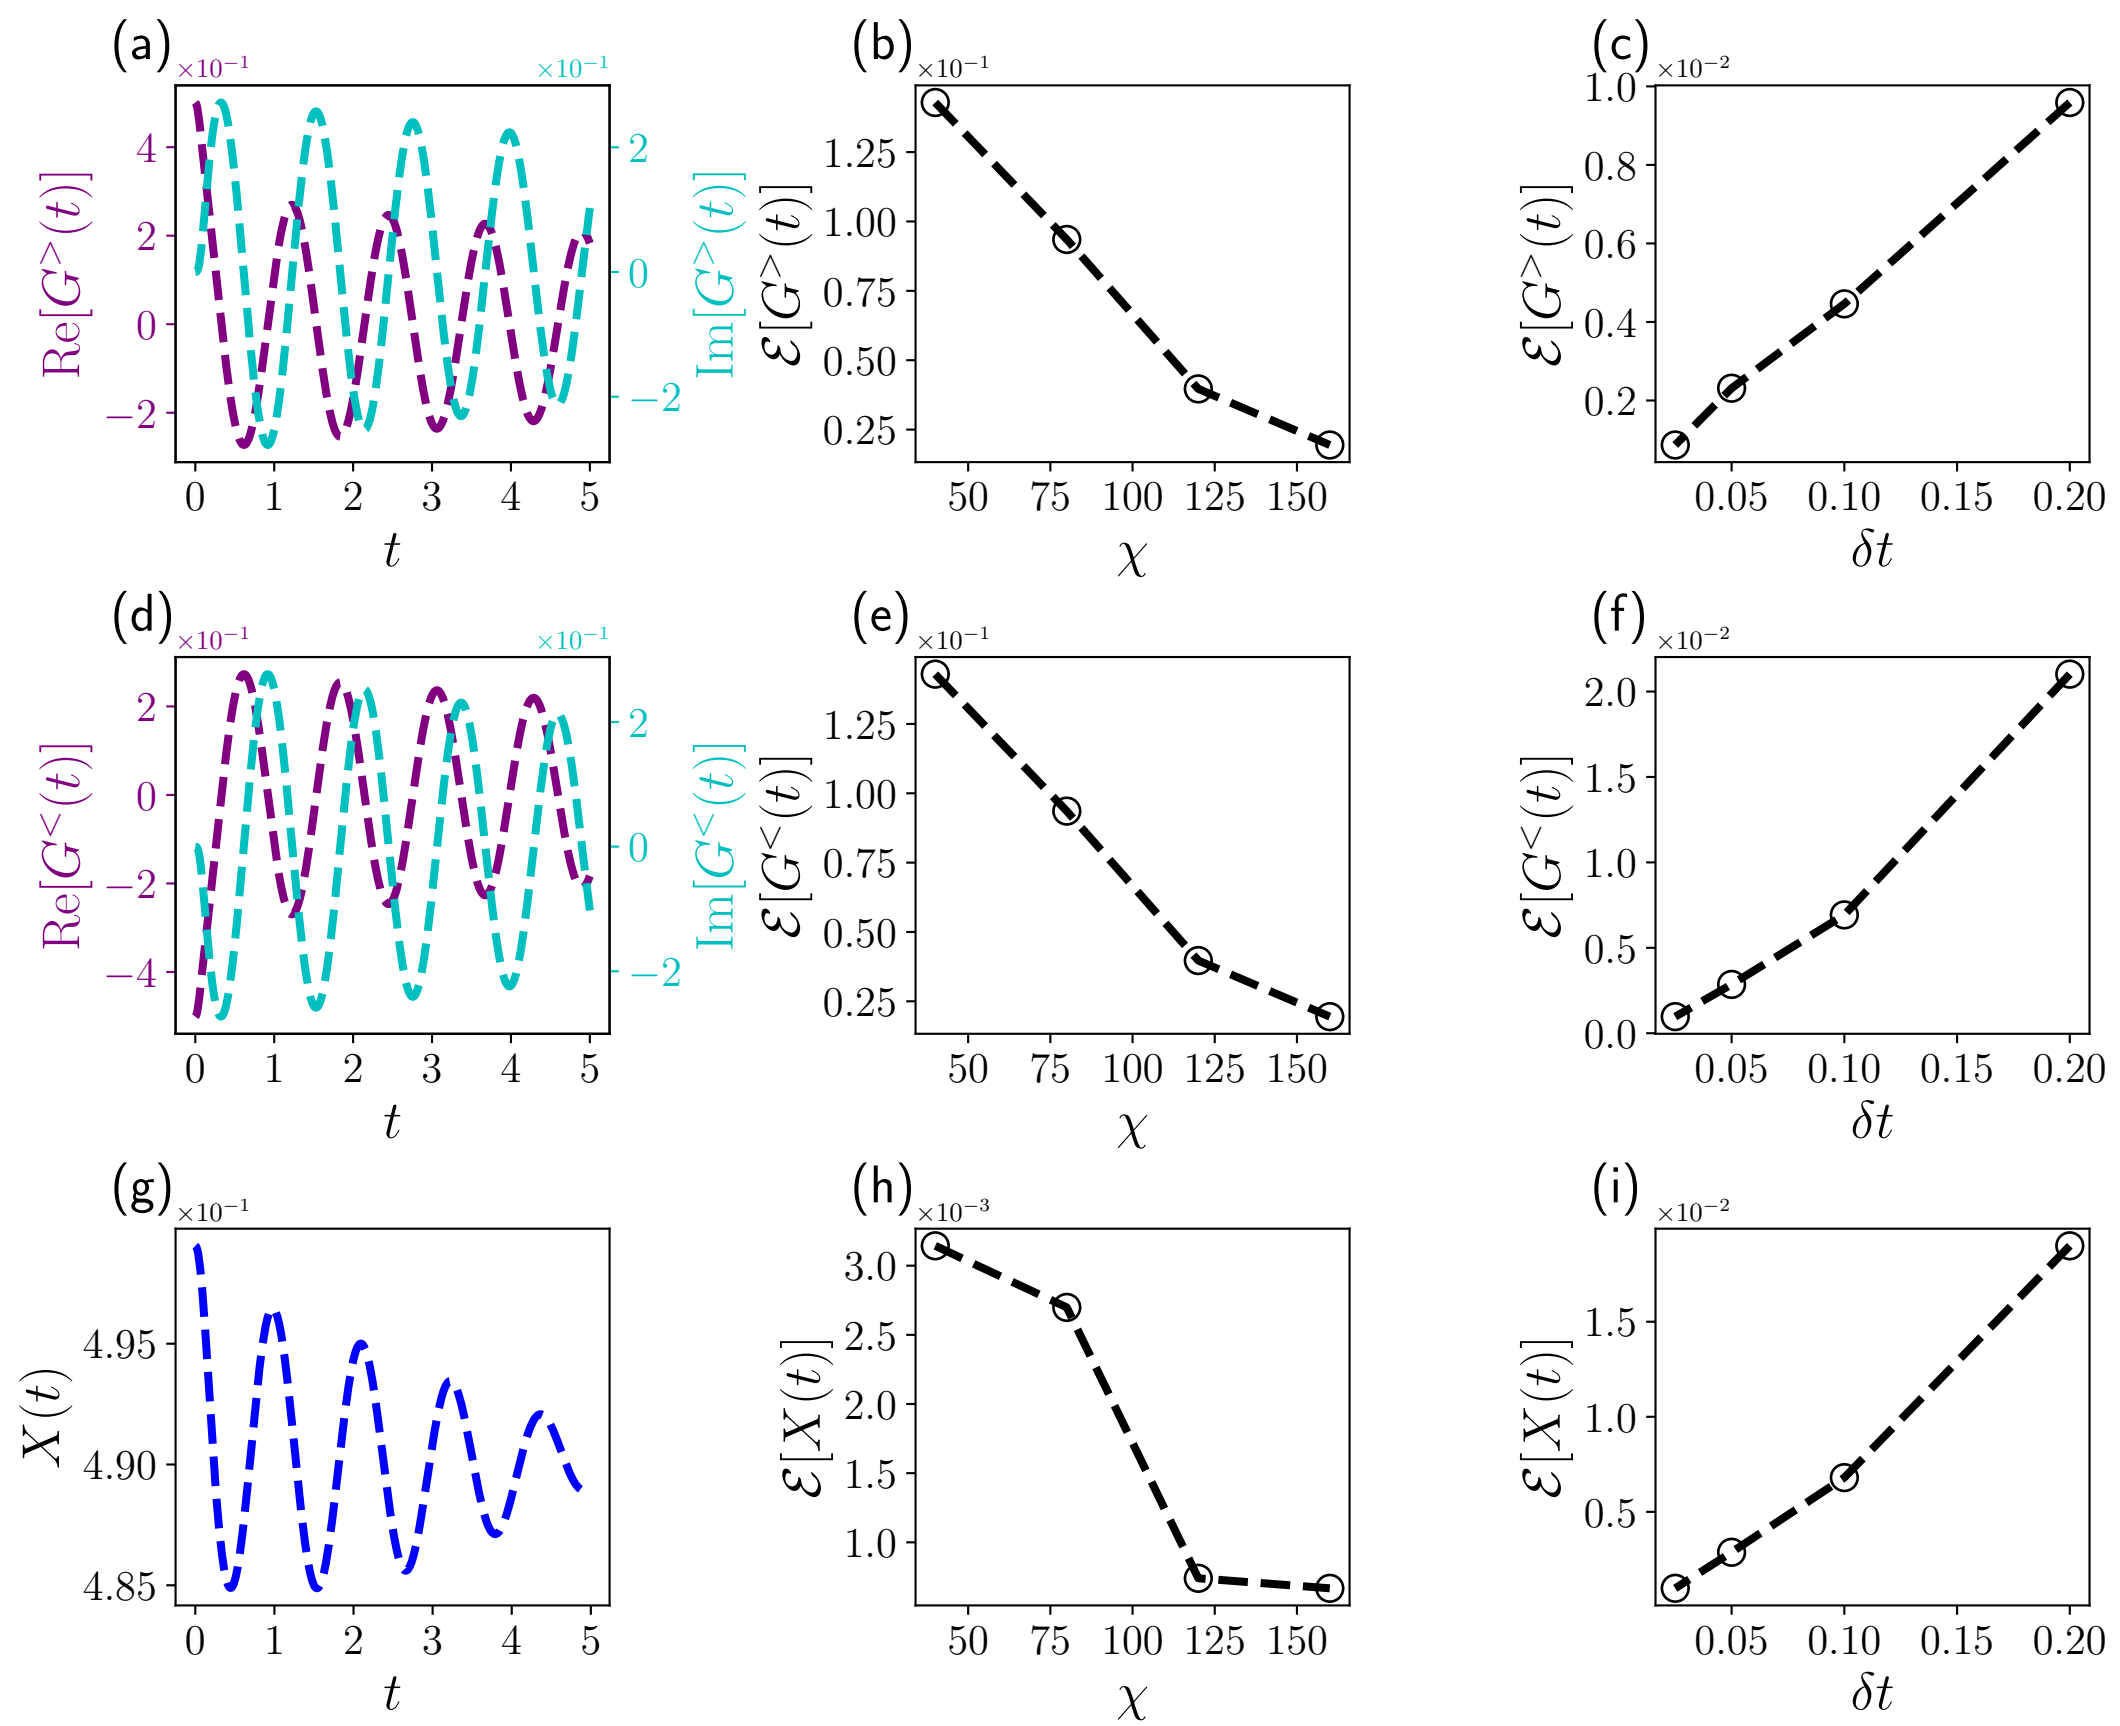 (a)
×10⁻¹ ×10⁻¹
Re[G^>(t)]
4
2
0
−2
Im[G^>(t)]
2
0
−2
0 1 2 3 4 5
t
(b)
×10⁻¹
ℰ[G^>(t)]
1.25
1.00
0.75
0.50
0.25
50 75 100 125 150
χ
(c)
×10⁻²
ℰ[G^>(t)]
1.0
0.8
0.6
0.4
0.2
0.05 0.10 0.15 0.20
δt
(d)
×10⁻¹ ×10⁻¹
Re[G^<(t)]
2
0
−2
−4
Im[G^<(t)]
2
0
−2
0 1 2 3 4 5
t
(e)
×10⁻¹
ℰ[G^<(t)]
1.25
1.00
0.75
0.50
0.25
50 75 100 125 150
χ
(f)
×10⁻²
ℰ[G^<(t)]
2.0
1.5
1.0
0.5
0.0
0.05 0.10 0.15 0.20
δt
(g)
×10⁻¹
X(t)
4.95
4.90
4.85
0 1 2 3 4 5
t
(h)
×10⁻³
ℰ[X(t)]
3.0
2.5
2.0
1.5
1.0
50 75 100 125 150
χ
(i)
×10⁻²
ℰ[X(t)]
1.5
1.0
0.5
0.05 0.10 0.15 0.20
δt